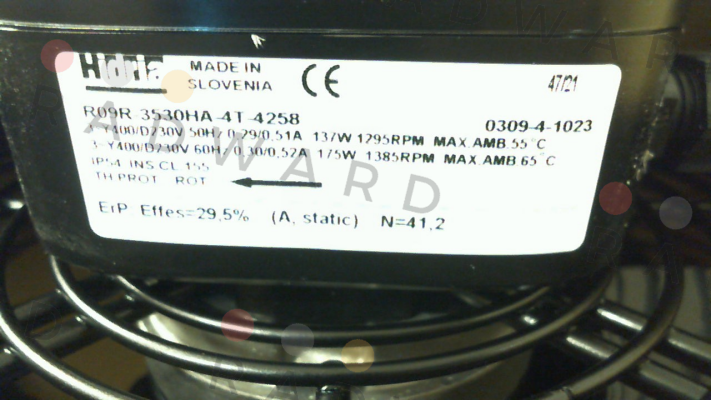 Hidria
MADE IN
SLOVENIA
CE
47/21
R09R-3530HA-4T-4258
0309-4-1023
3~Y400/D230V 50Hz 0,29/0,51A 137W 1295RPM MAX.AMB.55°C
3~Y400/D230V 60Hz 0,30/0,52A 175W 1385RPM MAX.AMB.65°C
IP54 INS.CL.155
TH.PROT ROT
ErP Effes=29,5% (A, static) N=41,2
RADWARD